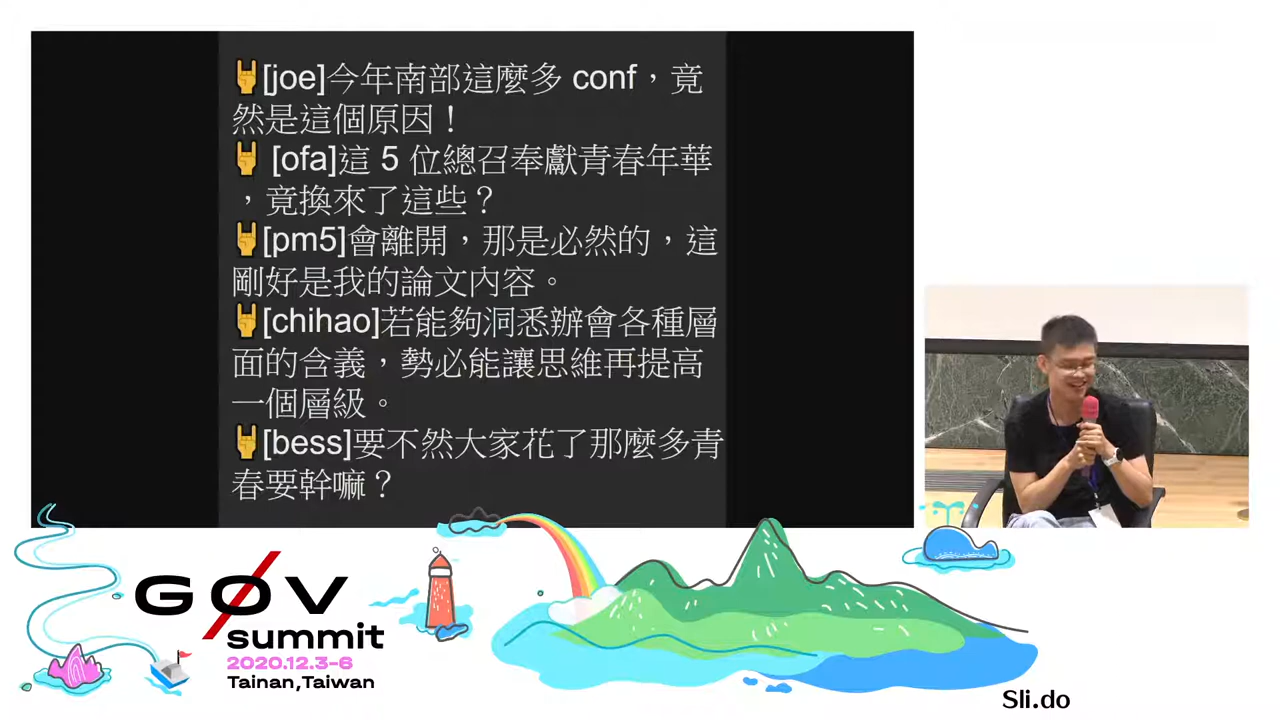 🤘[joe]今年南部這麼多 conf，竟
然是這個原因！
🤘 [ofa]這 5 位總召奉獻青春年華
，竟換來了這些？
🤘[pm5]會離開，那是必然的，這
剛好是我的論文內容。
🤘[chihao]若能夠洞悉辦會各種層
面的含義，勢必能讓思維再提高
一個層級。
🤘[bess]要不然大家花了那麼多青
春要幹嘛？
GØV
summit
2020.12.3-6
Tainan,Taiwan
Sli.do